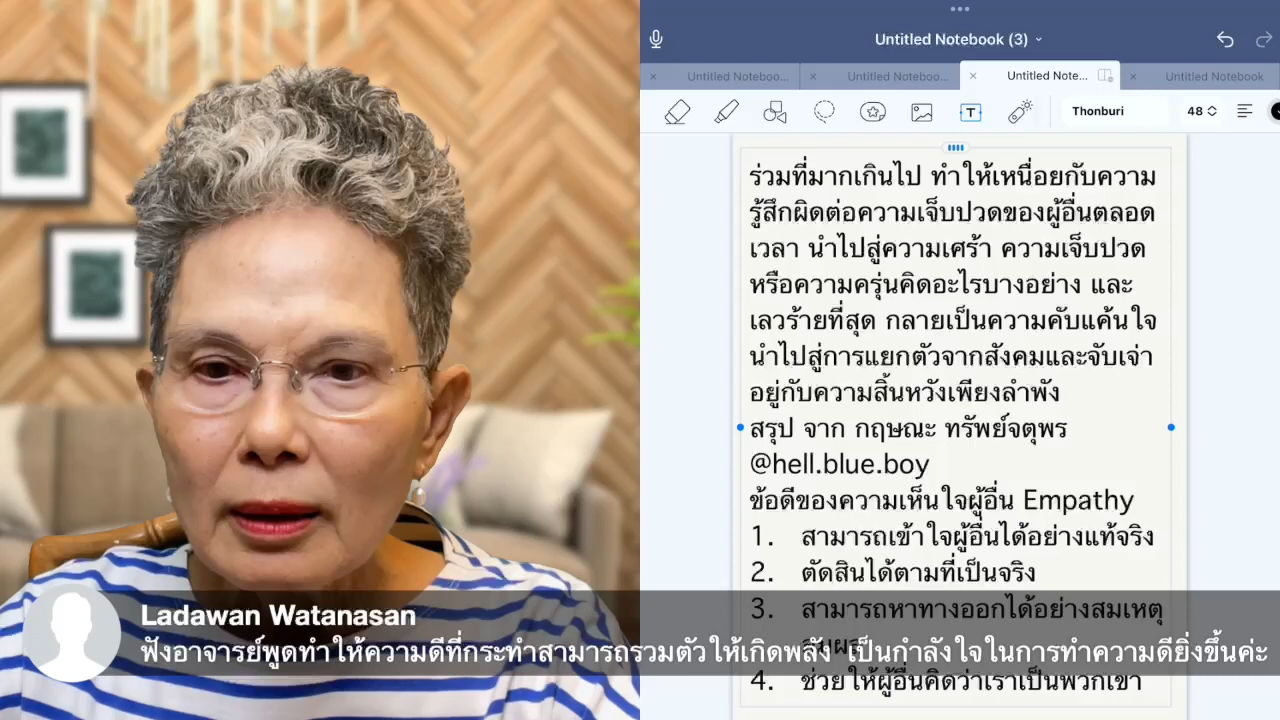 Untitled Notebook (3)
Untitled Noteboo...
Untitled Noteboo...
Untitled Note...
Untitled Notebook
T
Thonburi
48
ร่วมที่มากเกินไป ทำให้เหนื่อยกับความ
รู้สึกผิดต่อความเจ็บปวดของผู้อื่นตลอด
เวลา นำไปสู่ความเศร้า ความเจ็บปวด
หรือความครุ่นคิดอะไรบางอย่าง และ
เลวร้ายที่สุด กลายเป็นความคับแค้นใจ
นำไปสู่การแยกตัวจากสังคมและจับเจ่า
อยู่กับความสิ้นหวังเพียงลำพัง
สรุป จาก กฤษณะ ทรัพย์จตุพร
@hell.blue.boy
ข้อดีของความเห็นใจผู้อื่น Empathy
1. สามารถเข้าใจผู้อื่นได้อย่างแท้จริง
2. ตัดสินได้ตามที่เป็นจริง
3. สามารถหาทางออกได้อย่างสมเหตุ
4. ช่วยให้ผู้อื่นคิดว่าเราเป็นพวกเขา
Ladawan Watanasan
ฟังอาจารย์พูดทำให้ความดีที่กระทำสามารถรวมตัวให้เกิดพลัง เป็นกำลังใจในการทำความดียิ่งขึ้นค่ะ